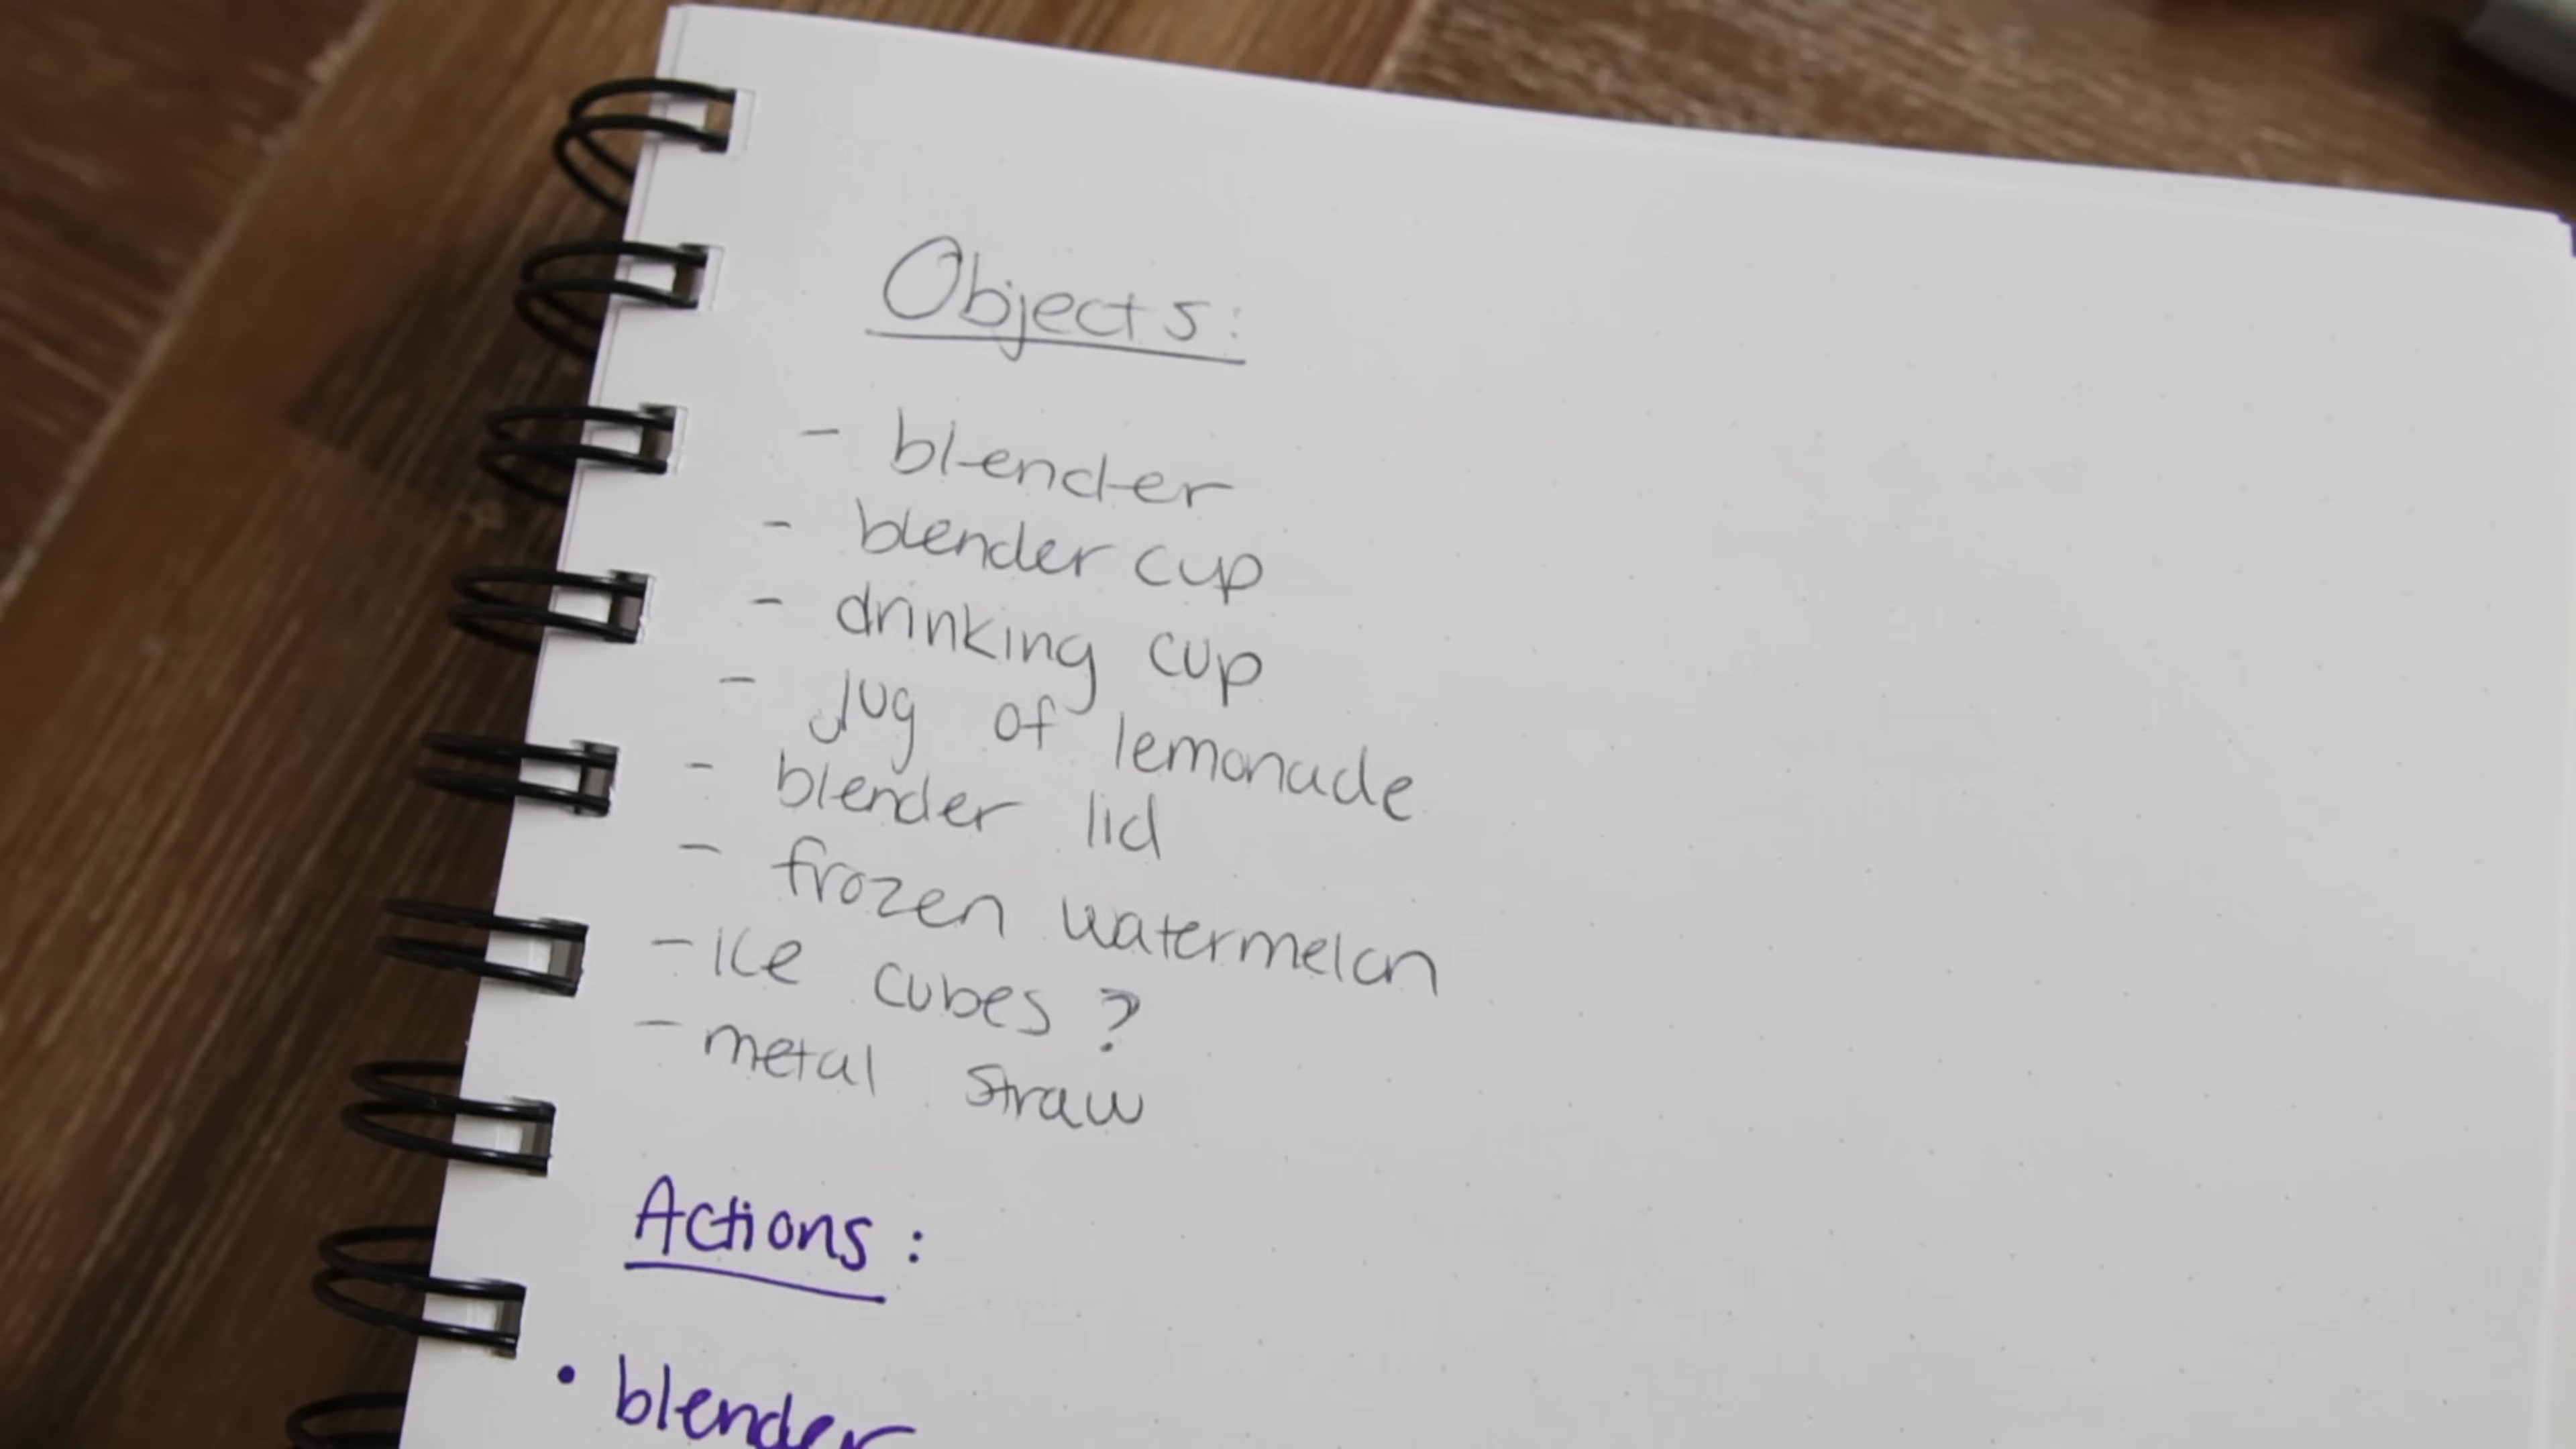 Objects:
- blender
- blender cup
- drinking cup
- jug of lemonade
- blender lid
- frozen watermelon
- ice cubes ?
- metal straw
Actions :
• blender